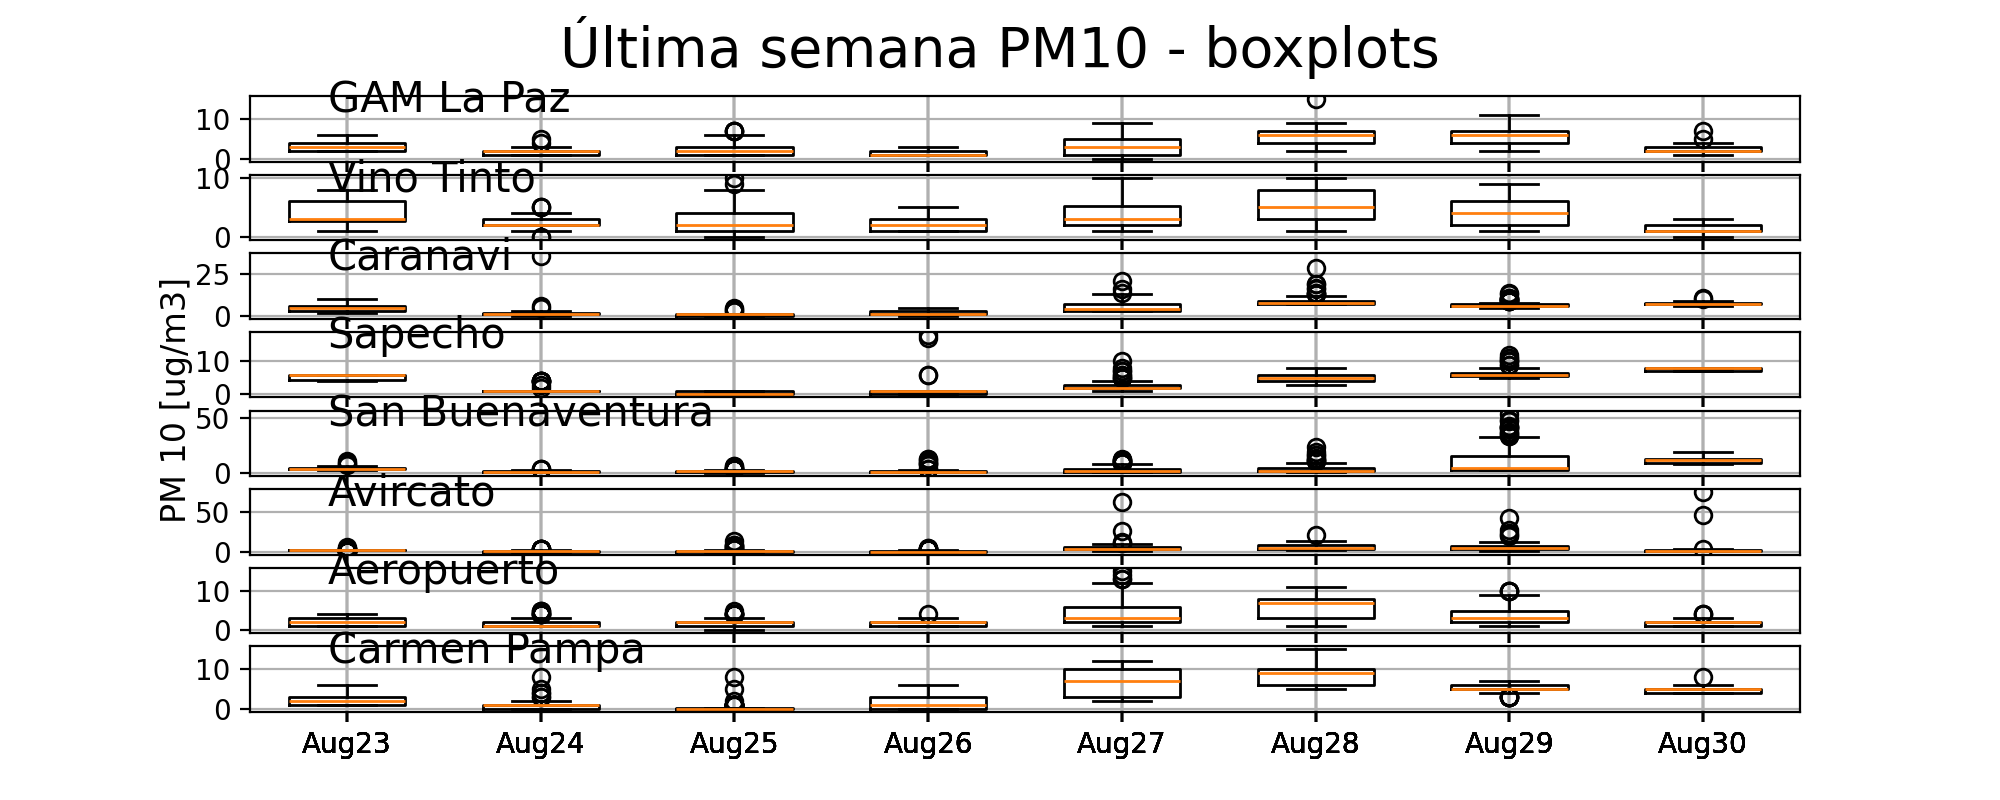 Última semana PM10 - boxplots
GAM La Paz
10
0
Vino Tinto
10
0
Caranavi
25
0
Sapecho
10
0
San Buenaventura
50
0
Avircato
50
0
Aeropuerto
10
0
Carmen Pampa
10
0
PM 10 [ug/m3]
Aug23 Aug24 Aug25 Aug26 Aug27 Aug28 Aug29 Aug30